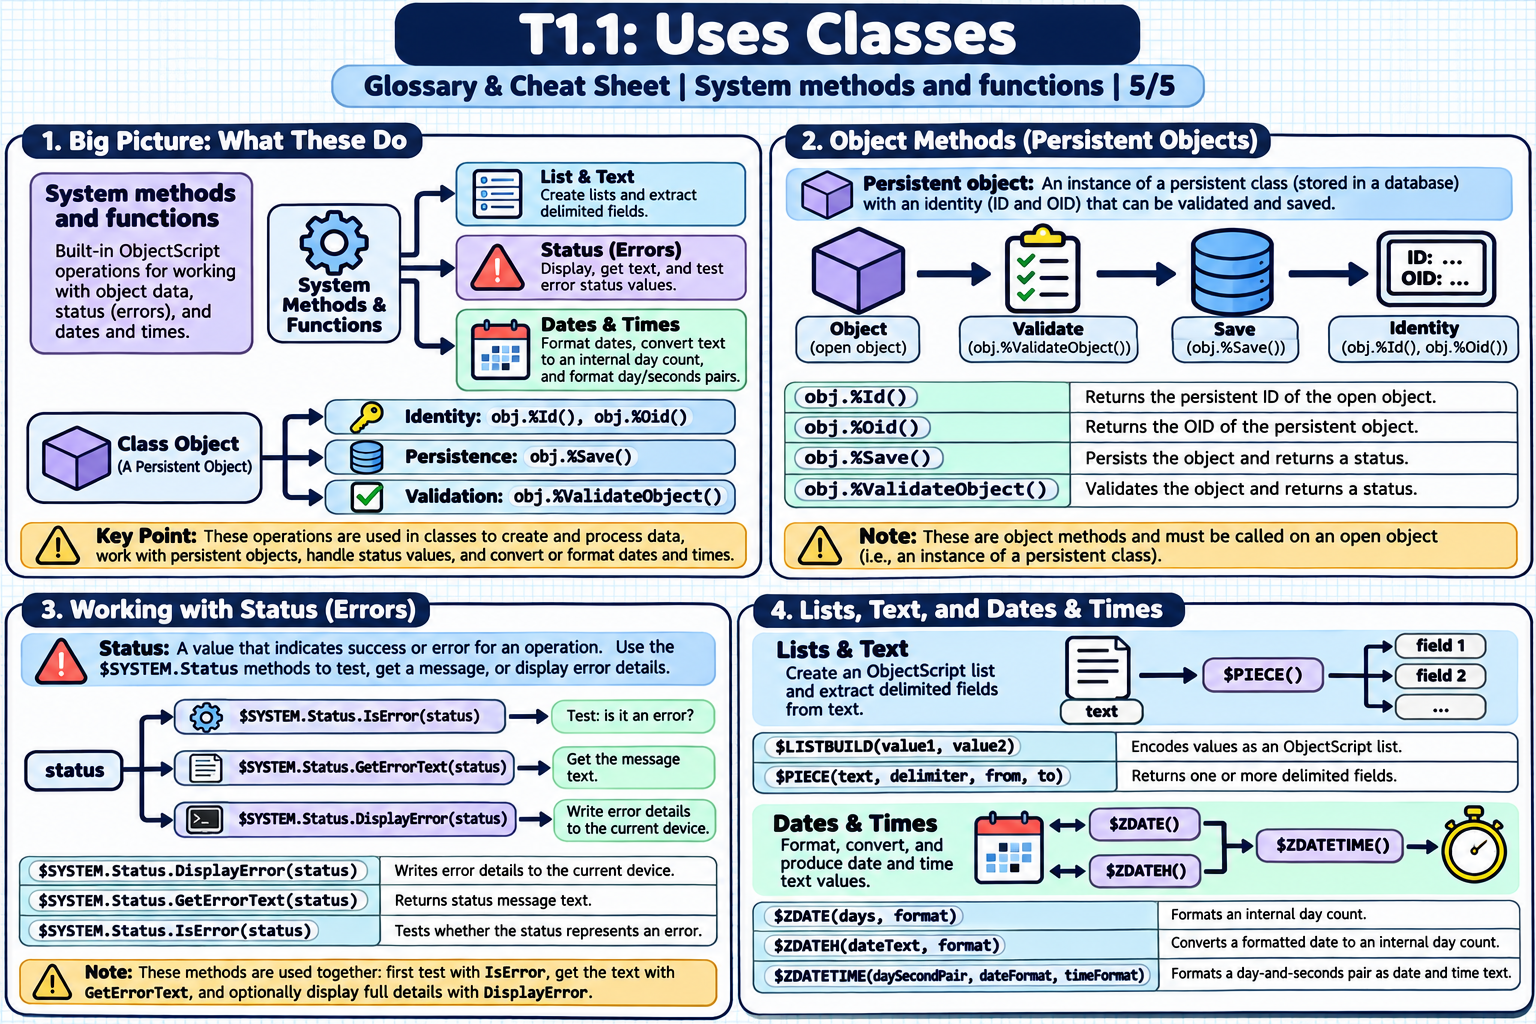 T1.1: Uses Classes
Glossary & Cheat Sheet | System methods and functions | 5/5
1. Big Picture: What These Do
System methods
and functions
Built-in ObjectScript
operations for working
with object data,
status (errors), and
dates and times.
System
Methods &
Functions
List & Text
Create lists and extract
delimited fields.
Status (Errors)
Display, get text, and test
error status values.
Dates & Times
Format dates, convert text
to an internal day count,
and format day/seconds pairs.
Class Object
(A Persistent Object)
Identity: obj.%Id(), obj.%Oid()
Persistence: obj.%Save()
Validation: obj.%ValidateObject()
Key Point: These operations are used in classes to create and process data,
work with persistent objects, handle status values, and convert or format dates and times.
2. Object Methods (Persistent Objects)
Persistent object: An instance of a persistent class (stored in a database)
with an identity (ID and OID) that can be validated and saved.
ID: ...
OID: ...
Object
(open object)
Validate
(obj.%ValidateObject())
Save
(obj.%Save())
Identity
(obj.%Id(), obj.%Oid())
obj.%Id() Returns the persistent ID of the open object.
obj.%Oid() Returns the OID of the persistent object.
obj.%Save() Persists the object and returns a status.
obj.%ValidateObject() Validates the object and returns a status.
Note: These are object methods and must be called on an open object
(i.e., an instance of a persistent class).
3. Working with Status (Errors)
Status: A value that indicates success or error for an operation. Use the
$SYSTEM.Status methods to test, get a message, or display error details.
status
$SYSTEM.Status.IsError(status)
Test: is it an error?
$SYSTEM.Status.GetErrorText(status)
Get the message
text.
>_
$SYSTEM.Status.DisplayError(status)
Write error details
to the current device.
$SYSTEM.Status.DisplayError(status) Writes error details to the current device.
$SYSTEM.Status.GetErrorText(status) Returns status message text.
$SYSTEM.Status.IsError(status) Tests whether the status represents an error.
Note: These methods are used together: first test with IsError, get the text with
GetErrorText, and optionally display full details with DisplayError.
4. Lists, Text, and Dates & Times
Lists & Text
Create an ObjectScript list
and extract delimited fields
from text.
text
$PIECE()
field 1
field 2
...
$LISTBUILD(value1, value2) Encodes values as an ObjectScript list.
$PIECE(text, delimiter, from, to) Returns one or more delimited fields.
Dates & Times
Format, convert, and
produce date and time
text values.
$ZDATE()
$ZDATEH()
$ZDATETIME()
$ZDATE(days, format) Formats an internal day count.
$ZDATEH(dateText, format) Converts a formatted date to an internal day count.
$ZDATETIME(daySecondPair, dateFormat, timeFormat) Formats a day-and-seconds pair as date and time text.